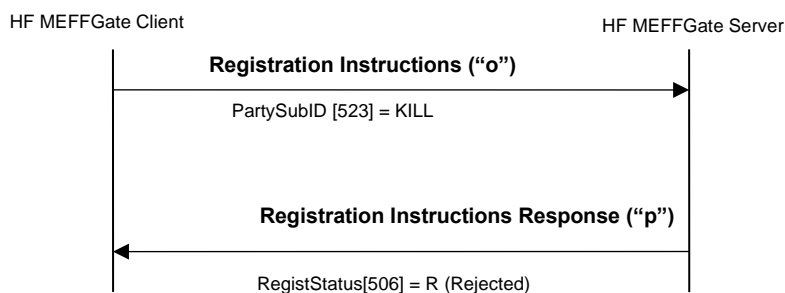 HF MEFFGate Client
HF MEFFGate Server
Registration Instructions (“o”)
PartySubID [523] = KILL
Registration Instructions Response (“p”)
RegistStatus[506] = R (Rejected)